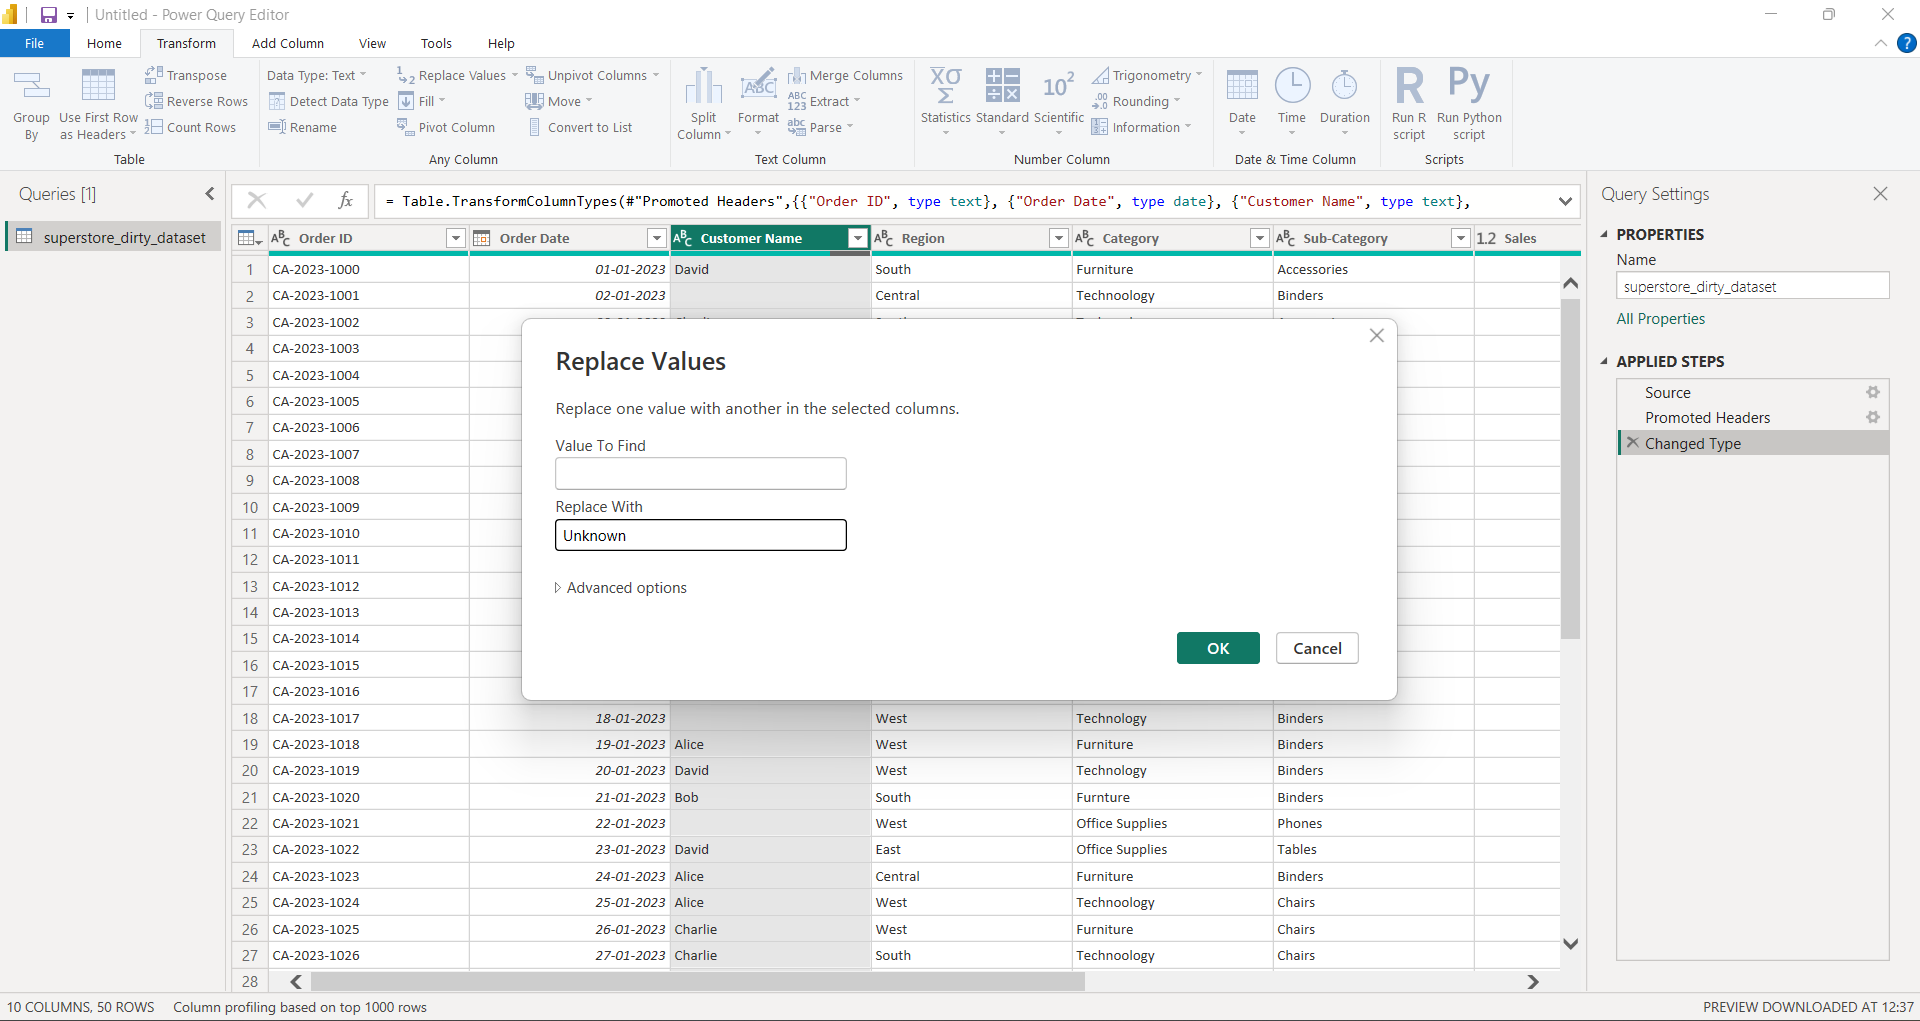 Untitled - Power Query Editor
File Home Transform Add Column View Tools Help ?
Group By
Use First Row as Headers
Transpose
Reverse Rows
Count Rows
Table
Data Type: Text
Detect Data Type
Rename
Replace Values
Fill
Pivot Column
Unpivot Columns
Move
Convert to List
Any Column
Split Column
Format
Merge Columns
Extract
Parse
Text Column
Statistics
Standard
Scientific
Trigonometry
Rounding
Information
Number Column
Date
Time
Duration
Date & Time Column
Run R script
Run Python script
Scripts
Queries [1]
superstore_dirty_dataset
fx
= Table.TransformColumnTypes(#"Promoted Headers",{{"Order ID", type text}, {"Order Date", type date}, {"Customer Name", type text},
Order ID Order Date Customer Name Region Category Sub-Category 1.2 Sales
1 CA-2023-1000 01-01-2023 David South Furniture Accessories
2 CA-2023-1001 02-01-2023 Central Technoology Binders
3 CA-2023-1002
4 CA-2023-1003
5 CA-2023-1004
6 CA-2023-1005
7 CA-2023-1006
8 CA-2023-1007
9 CA-2023-1008
10 CA-2023-1009
11 CA-2023-1010
12 CA-2023-1011
13 CA-2023-1012
14 CA-2023-1013
15 CA-2023-1014
16 CA-2023-1015
17 CA-2023-1016
18 CA-2023-1017 18-01-2023 West Technology Binders
19 CA-2023-1018 19-01-2023 Alice West Furniture Binders
20 CA-2023-1019 20-01-2023 David West Technology Binders
21 CA-2023-1020 21-01-2023 Bob South Furnture Binders
22 CA-2023-1021 22-01-2023 West Office Supplies Phones
23 CA-2023-1022 23-01-2023 David East Office Supplies Tables
24 CA-2023-1023 24-01-2023 Alice Central Furniture Binders
25 CA-2023-1024 25-01-2023 Alice West Technoology Chairs
26 CA-2023-1025 26-01-2023 Charlie West Furniture Chairs
27 CA-2023-1026 27-01-2023 Charlie South Technoology Chairs
28
Replace Values
Replace one value with another in the selected columns.
Value To Find
Replace With
Unknown
Advanced options
OK Cancel
Query Settings
PROPERTIES
Name
superstore_dirty_dataset
All Properties
APPLIED STEPS
Source
Promoted Headers
Changed Type
10 COLUMNS, 50 ROWS Column profiling based on top 1000 rows
PREVIEW DOWNLOADED AT 12:37